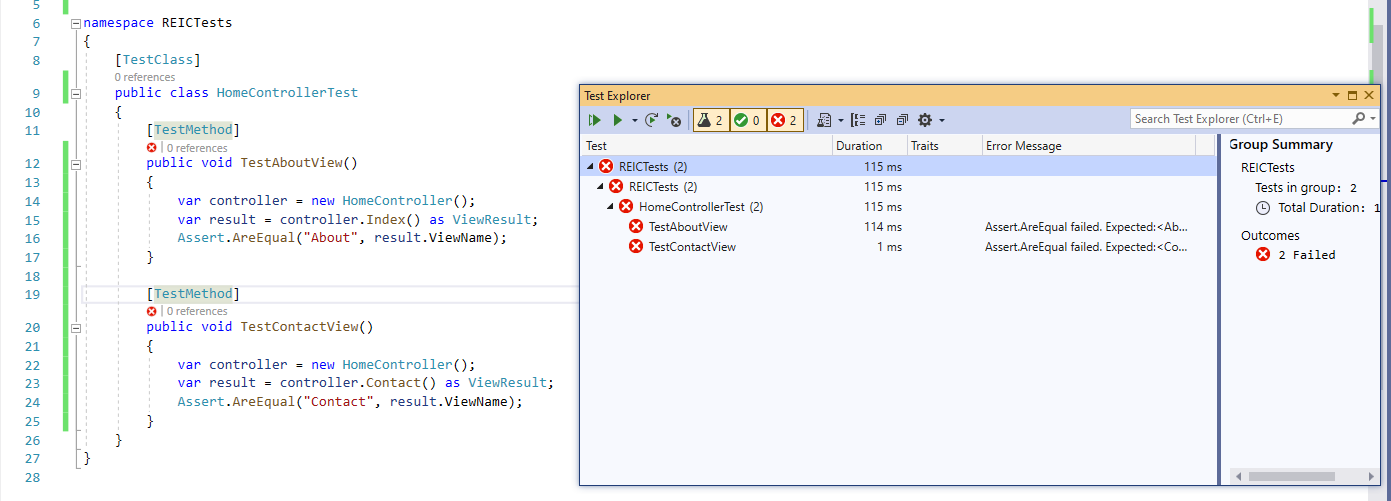 5
6 namespace REICTests
7 {
8 [TestClass]
0 references
9 public class HomeControllerTest
10 {
11 [TestMethod]
0 references
12 public void TestAboutView()
13 {
14 var controller = new HomeController();
15 var result = controller.Index() as ViewResult;
16 Assert.AreEqual("About", result.ViewName);
17 }
18
19 [TestMethod]
0 references
20 public void TestContactView()
21 {
22 var controller = new HomeController();
23 var result = controller.Contact() as ViewResult;
24 Assert.AreEqual("Contact", result.ViewName);
25 }
26 }
27 }
28
Test Explorer
2 0 2 Search Test Explorer (Ctrl+E)
Test Duration Traits Error Message
REICTests (2) 115 ms
REICTests (2) 115 ms
HomeControllerTest (2) 115 ms
TestAboutView 114 ms Assert.AreEqual failed. Expected:<Ab...
TestContactView 1 ms Assert.AreEqual failed. Expected:<Co...
Group Summary
REICTests
Tests in group: 2
Total Duration: 1
Outcomes
2 Failed